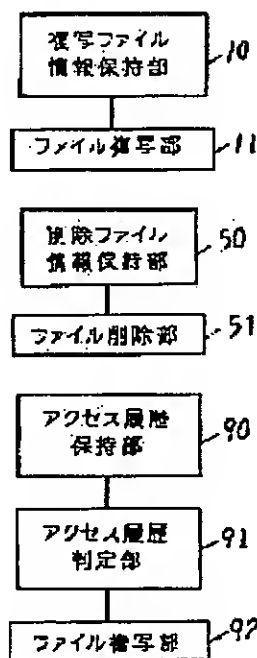 複写ファイル
情報保持部
10
ファイル複写部
11
削除ファイル
情報保持部
50
ファイル削除部
51
アクセス履歴
保持部
90
アクセス履歴
判定部
91
ファイル複写部
92